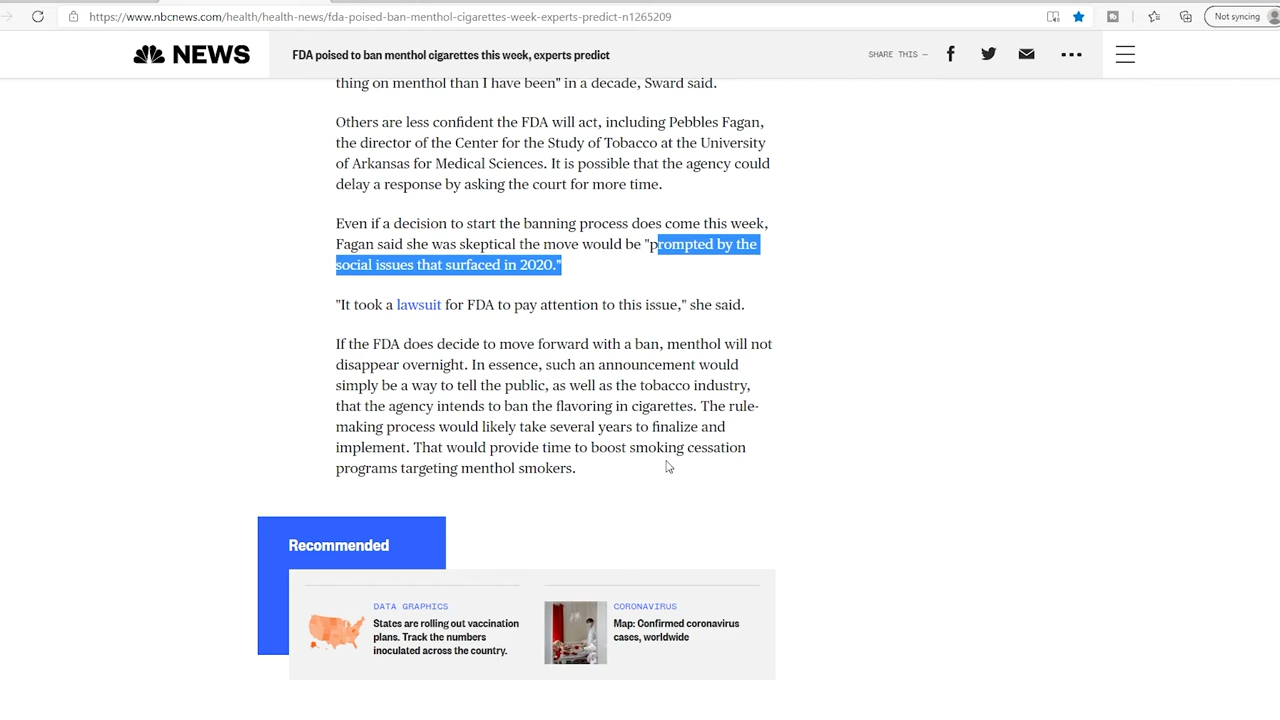 https://www.nbcnews.com/health/health-news/fda-poised-ban-menthol-cigarettes-week-experts-predict-n1265209
Not syncing
NEWS
FDA poised to ban menthol cigarettes this week, experts predict
SHARE THIS —
thing on menthol than I have been" in a decade, Sward said.
Others are less confident the FDA will act, including Pebbles Fagan,
the director of the Center for the Study of Tobacco at the University
of Arkansas for Medical Sciences. It is possible that the agency could
delay a response by asking the court for more time.
Even if a decision to start the banning process does come this week,
Fagan said she was skeptical the move would be "prompted by the
social issues that surfaced in 2020."
"It took a lawsuit for FDA to pay attention to this issue," she said.
If the FDA does decide to move forward with a ban, menthol will not
disappear overnight. In essence, such an announcement would
simply be a way to tell the public, as well as the tobacco industry,
that the agency intends to ban the flavoring in cigarettes. The rule-
making process would likely take several years to finalize and
implement. That would provide time to boost smoking cessation
programs targeting menthol smokers.
Recommended
DATA GRAPHICS
States are rolling out vaccination
plans. Track the numbers
inoculated across the country.
CORONAVIRUS
Map: Confirmed coronavirus
cases, worldwide